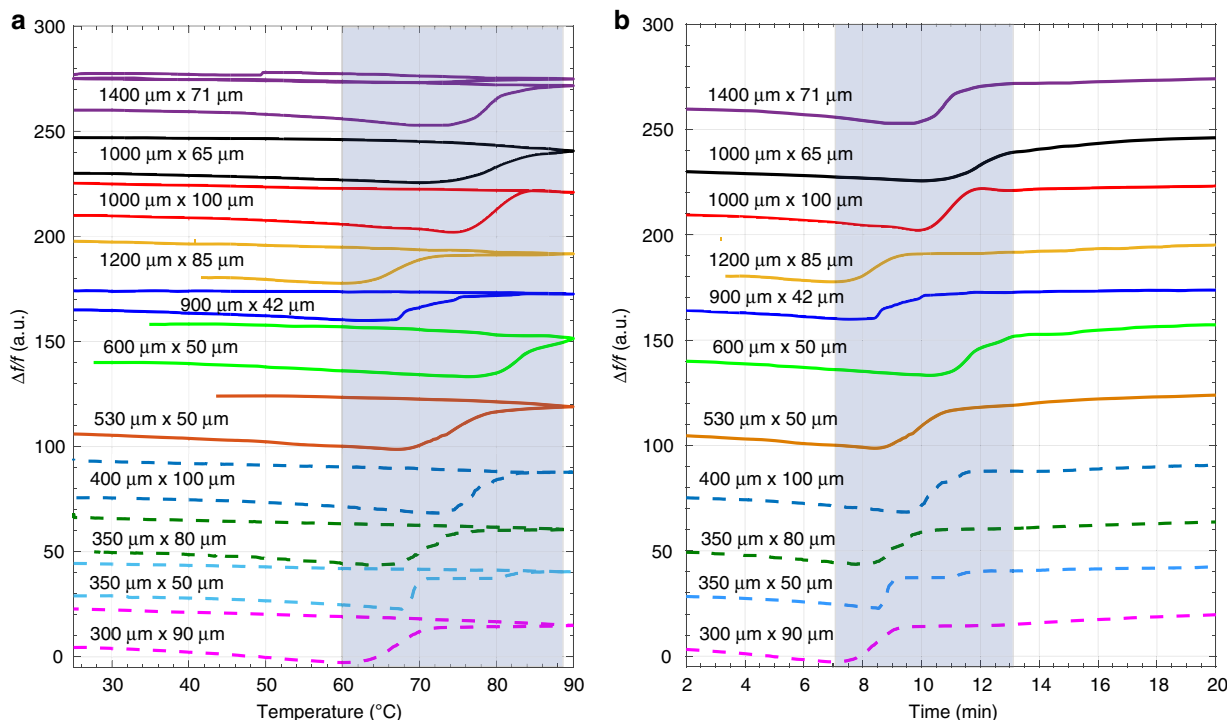 a
300
250
200
150
100
50
0
Δf/f (a.u.)
1400 μm x 71 μm
1000 μm x 65 μm
1000 μm x 100 μm
1200 μm x 85 μm
900 μm x 42 μm
600 μm x 50 μm
530 μm x 50 μm
400 μm x 100 μm
350 μm x 80 μm
350 μm x 50 μm
300 μm x 90 μm
30 40 50 60 70 80 90
Temperature (°C)
b
300
250
200
150
100
50
0
Δf/f (a.u.)
1400 μm x 71 μm
1000 μm x 65 μm
1000 μm x 100 μm
1200 μm x 85 μm
900 μm x 42 μm
600 μm x 50 μm
530 μm x 50 μm
400 μm x 100 μm
350 μm x 80 μm
350 μm x 50 μm
300 μm x 90 μm
2 4 6 8 10 12 14 16 18 20
Time (min)